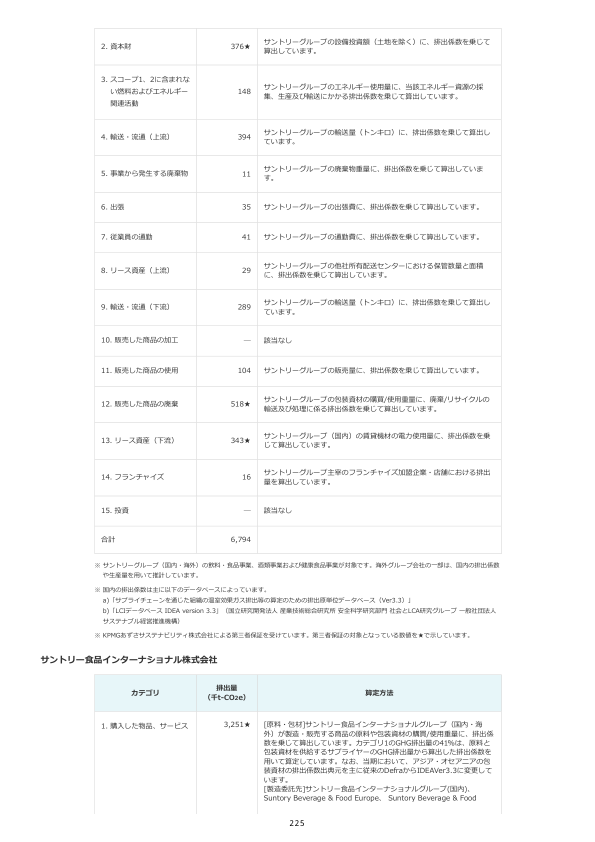 2. 資本財
376★
サントリーグループの設備投資額（土地を除く）に、排出係数を乗じて
算出しています。
3. スコープ1、2に含まれな
い燃料およびエネルギー
関連活動
148
サントリーグループのエネルギー使用量に、当該エネルギー資源の採
集、生産及び輸送にかかる排出係数を乗じて算出しています。
4. 輸送・流通（上流）
394
サントリーグループの輸送量（トンキロ）に、排出係数を乗じて算出し
ています。
5. 事業から発生する廃棄物
11
サントリーグループの廃棄物重量に、排出係数を乗じて算出していま
す。
6. 出張
35
サントリーグループの出張費に、排出係数を乗じて算出しています。
7. 従業員の通勤
41
サントリーグループの通勤費に、排出係数を乗じて算出しています。
8. リース資産（上流）
29
サントリーグループの他社所有配送センターにおける保管数量と面積
に、排出係数を乗じて算出しています。
9. 輸送・流通（下流）
289
サントリーグループの輸送量（トンキロ）に、排出係数を乗じて算出し
ています。
10. 販売した商品の加工
―
該当なし
11. 販売した商品の使用
104
サントリーグループの販売量に、排出係数を乗じて算出しています。
12. 販売した商品の廃棄
518★
サントリーグループの包装資材の購買/使用重量に、廃棄/リサイクルの
輸送及び処理に係る排出係数を乗じて算出しています。
13. リース資産（下流）
343★
サントリーグループ（国内）の賃貸機材の電力使用量に、排出係数を乗
じて算出しています。
14. フランチャイズ
16
サントリーグループ主宰のフランチャイズ加盟企業・店舗における排出
量を算出しています。
15. 投資
―
該当なし
合計
6,794
※ サントリーグループ（国内・海外）の飲料・食品事業、酒類事業および健康食品事業が対象です。海外グループ会社の一部は、国内の排出係数
や生産量を用いて推計しています。
※ 国内の排出係数は主に以下のデータベースによっています。
a)「サプライチェーンを通じた組織の温室効果ガス排出等の算定のための排出原単位データベース（Ver3.3）」
b)「LCIデータベース IDEA version 3.3」（国立研究開発法人 産業技術総合研究所 安全科学研究部門 社会とLCA研究グループ 一般社団法人
サステナブル経営推進機構）
※ KPMGあずさサステナビリティ株式会社による第三者保証を受けています。第三者保証の対象となっている数値を★で示しています。
サントリー食品インターナショナル株式会社
カテゴリ
排出量
（千t-CO2e）
算定方法
1. 購入した物品、サービス
3,251★
[原料・包材]サントリー食品インターナショナルグループ（国内・海
外）が製造・販売する商品の原料や包装資材の購買/使用重量に、排出係
数を乗じて算出しています。カテゴリ1のGHG排出量の41%は、原料と
包装資材を供給するサプライヤーのGHG排出量から算出した排出係数を
用いて算定しています。なお、当期において、アジア・オセアニアの包
装資材の排出係数出典元を主に従来のDefraからIDEAVer3.3に変更して
います。
[製造委託先]サントリー食品インターナショナルグループ(国内)、
Suntory Beverage & Food Europe、 Suntory Beverage & Food
225